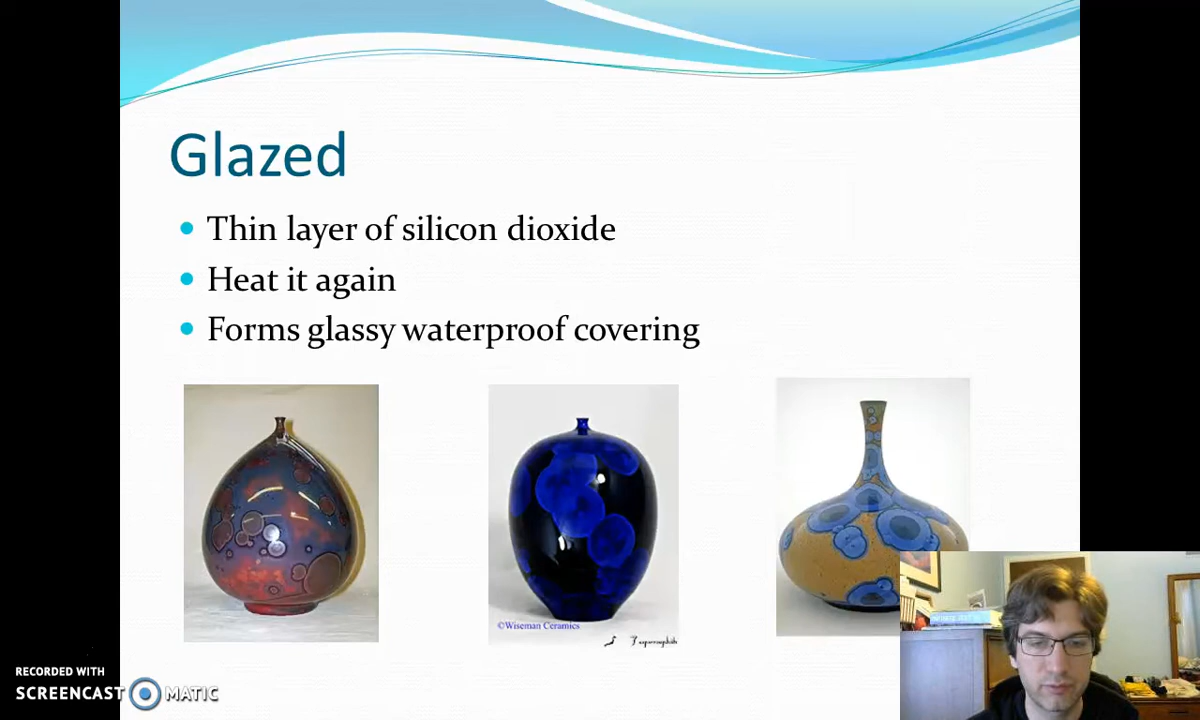 Glazed
Thin layer of silicon dioxide
Heat it again
Forms glassy waterproof covering
©Wiseman Ceramics
RECORDED WITH
SCREENCAST MATIC